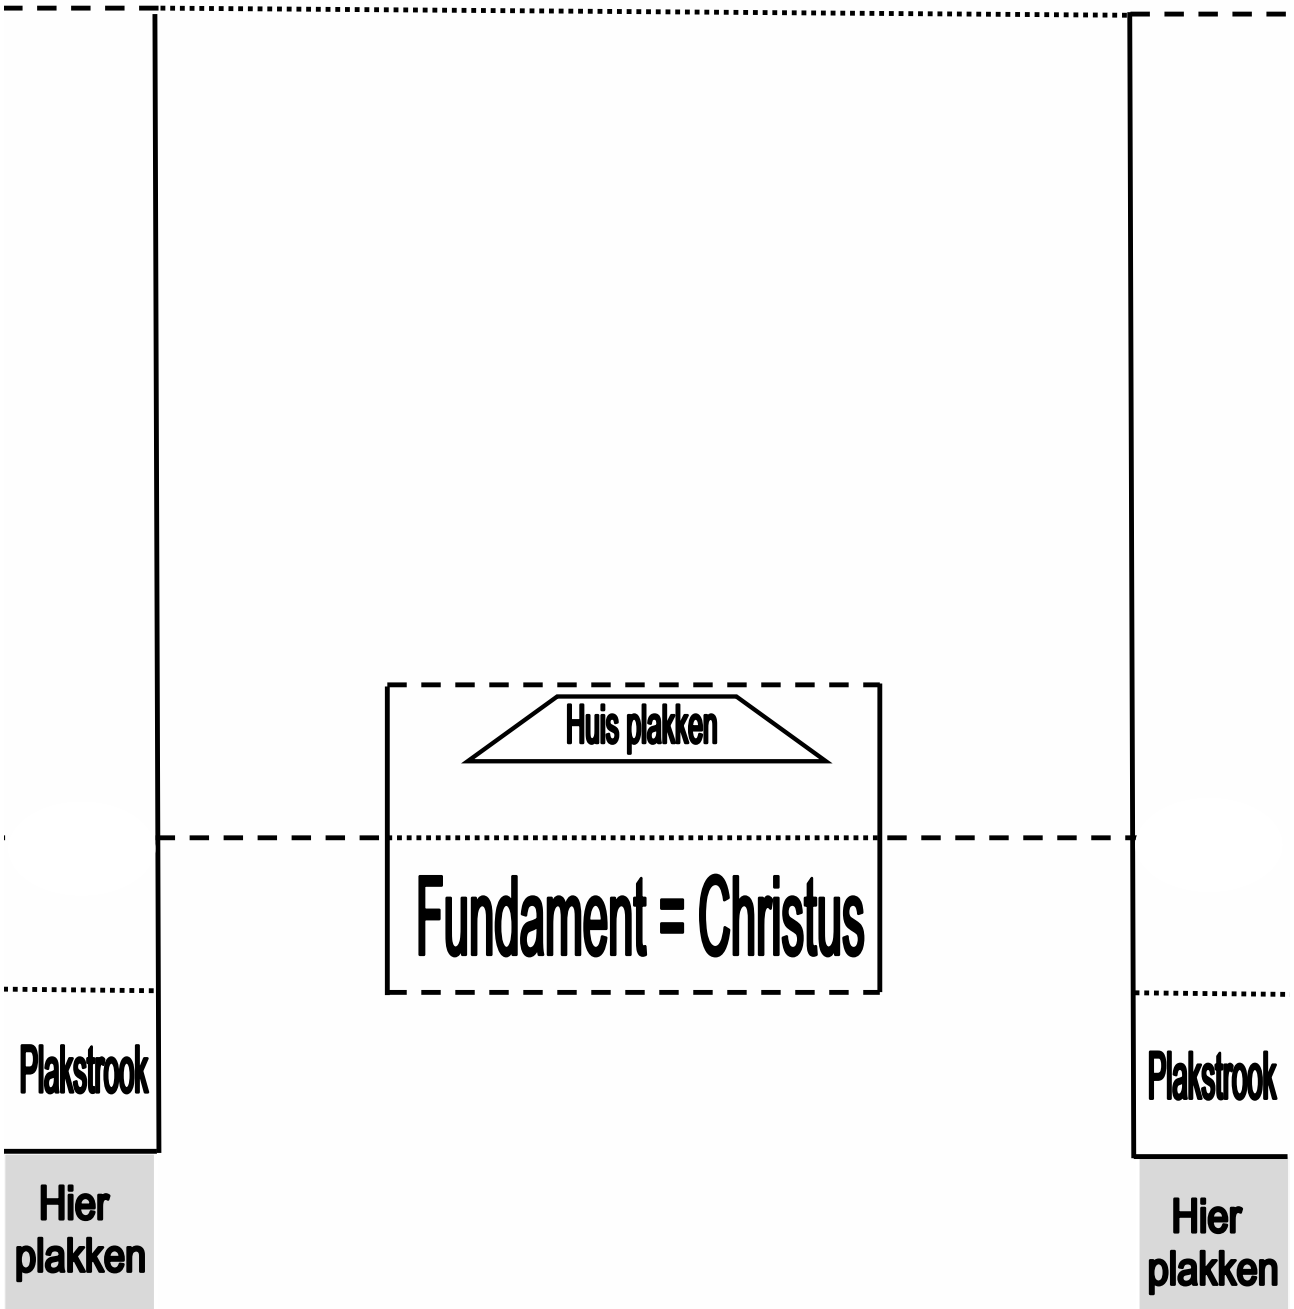 Huis plakken
Fundament = Christus
Plakstrook
Plakstrook
Hier
plakken
Hier
plakken